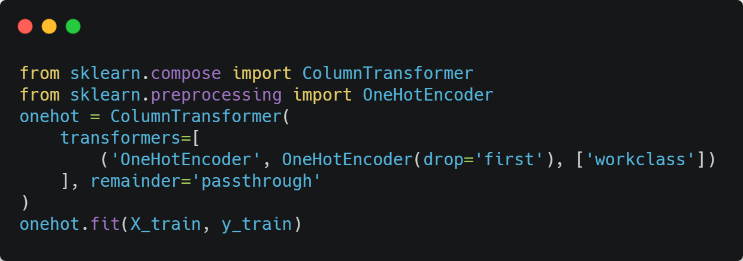 from sklearn.compose import ColumnTransformer
from sklearn.preprocessing import OneHotEncoder
onehot = ColumnTransformer(
    transformers=[
        ('OneHotEncoder', OneHotEncoder(drop='first'), ['workclass'])
    ], remainder='passthrough'
)
onehot.fit(X_train, y_train)